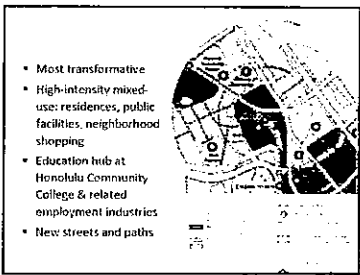 • Most transformative
• High-intensity mixed-
use: residences, public
facilities, neighborhood
shopping
• Education hub at
Honolulu Community
College & related
employment industries
• New streets and paths